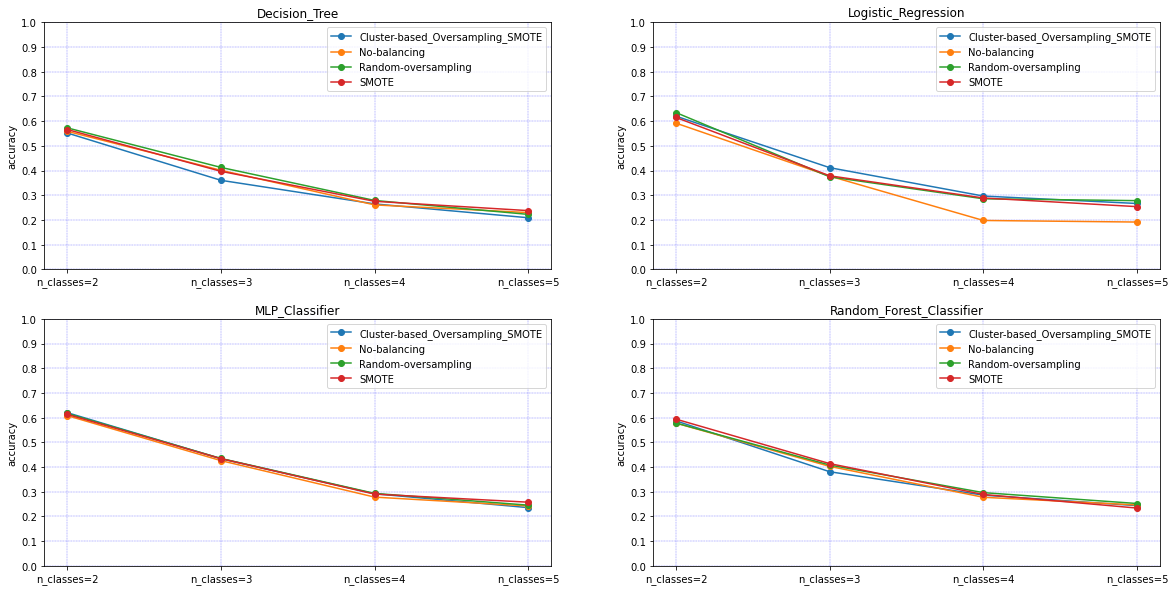 Decision_Tree
1.0
0.9
0.8
0.7
0.6
0.5
0.4
0.3
0.2
0.1
0.0
accuracy
Cluster-based_Oversampling_SMOTE
No-balancing
Random-oversampling
SMOTE
n_classes=2
n_classes=3
n_classes=4
n_classes=5
Logistic_Regression
1.0
0.9
0.8
0.7
0.6
0.5
0.4
0.3
0.2
0.1
0.0
accuracy
Cluster-based_Oversampling_SMOTE
No-balancing
Random-oversampling
SMOTE
n_classes=2
n_classes=3
n_classes=4
n_classes=5
MLP_Classifier
1.0
0.9
0.8
0.7
0.6
0.5
0.4
0.3
0.2
0.1
0.0
accuracy
Cluster-based_Oversampling_SMOTE
No-balancing
Random-oversampling
SMOTE
n_classes=2
n_classes=3
n_classes=4
n_classes=5
Random_Forest_Classifier
1.0
0.9
0.8
0.7
0.6
0.5
0.4
0.3
0.2
0.1
0.0
accuracy
Cluster-based_Oversampling_SMOTE
No-balancing
Random-oversampling
SMOTE
n_classes=2
n_classes=3
n_classes=4
n_classes=5